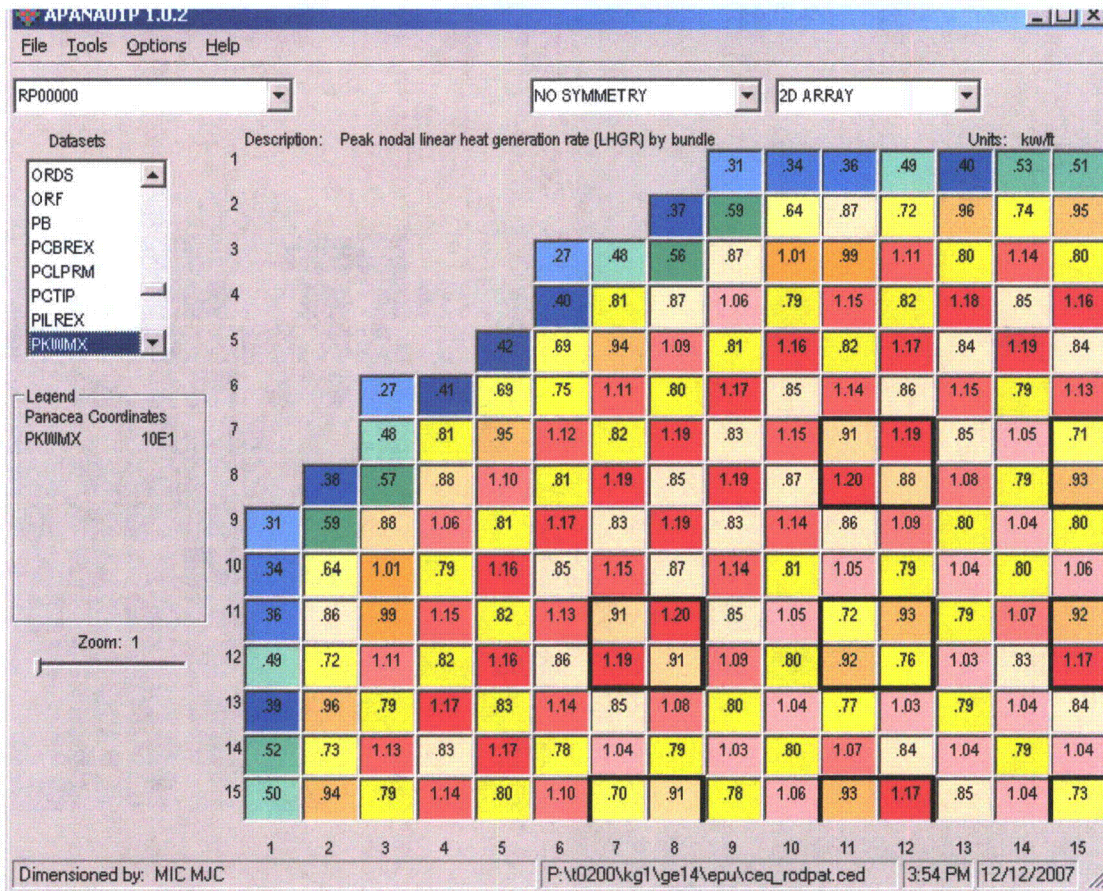 APANAUTP 1.0.2
File Tools Options Help
RP00000 NO SYMMETRY 2D ARRAY
Datasets
ORDS
ORF
PB
PCBREX
PCLPRM
PCTIP
PILREX
PKWMX
Legend
Panacea Coordinates
PKWMX 10E1
Zoom: 1
Description: Peak nodal linear heat generation rate (LHGR) by bundle Units: kw/ft
1 .31 .34 .36 .49 .40 .53 .51
2 .37 .59 .64 .87 .72 .96 .74 .95
3 .27 .48 .56 .87 1.01 .99 1.11 .80 1.14 .80
4 .40 .81 .87 1.06 .79 1.15 .82 1.18 .85 1.16
5 .42 .69 .94 1.09 .81 1.16 .82 1.17 .84 1.19 .84
6 .27 .41 .69 .75 1.11 .80 1.17 .85 1.14 .86 1.15 .79 1.13
7 .48 .81 .95 1.12 .82 1.19 .83 1.15 .91 1.19 .85 1.05 .71
8 .38 .57 .88 1.10 .81 1.19 .85 1.19 .87 1.20 .88 1.08 .79 .93
9 .31 .59 .88 1.06 .81 1.17 .83 1.19 .83 1.14 .86 1.09 .80 1.04 .80
10 .34 .64 1.01 .79 1.16 .85 1.15 .87 1.14 .81 1.05 .79 1.04 .80 1.06
11 .36 .86 .99 1.15 .82 1.13 .91 1.20 .85 1.05 .72 .93 .79 1.07 .92
12 .49 .72 1.11 .82 1.16 .86 1.19 .91 1.09 .80 .92 .76 1.03 .83 1.17
13 .39 .96 .79 1.17 .83 1.14 .85 1.08 .80 1.04 .77 1.03 .79 1.04 .84
14 .52 .73 1.13 .83 1.17 .78 1.04 .79 1.03 .80 1.07 .84 1.04 .79 1.04
15 .50 .94 .79 1.14 .80 1.10 .70 .91 .78 1.06 .93 1.17 .85 1.04 .73
1 2 3 4 5 6 7 8 9 10 11 12 13 14 15
Dimensioned by: MIC MJC P:\t0200\kg1\ge14\epu\ceq_rodpat.ced 3:54 PM 12/12/2007